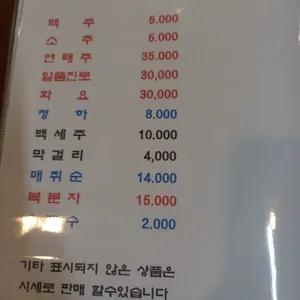 맥 주 5.000
소 주 5.000
연태주 35.000
일품진로 30,000
화 요 30,000
청 하 8.000
백세주 10.000
막걸리 4,000
매취순 14.000
복분자 15.000
수 2.000
기타 표시되지 않은 상품은
시세로 판매 할수있습니다